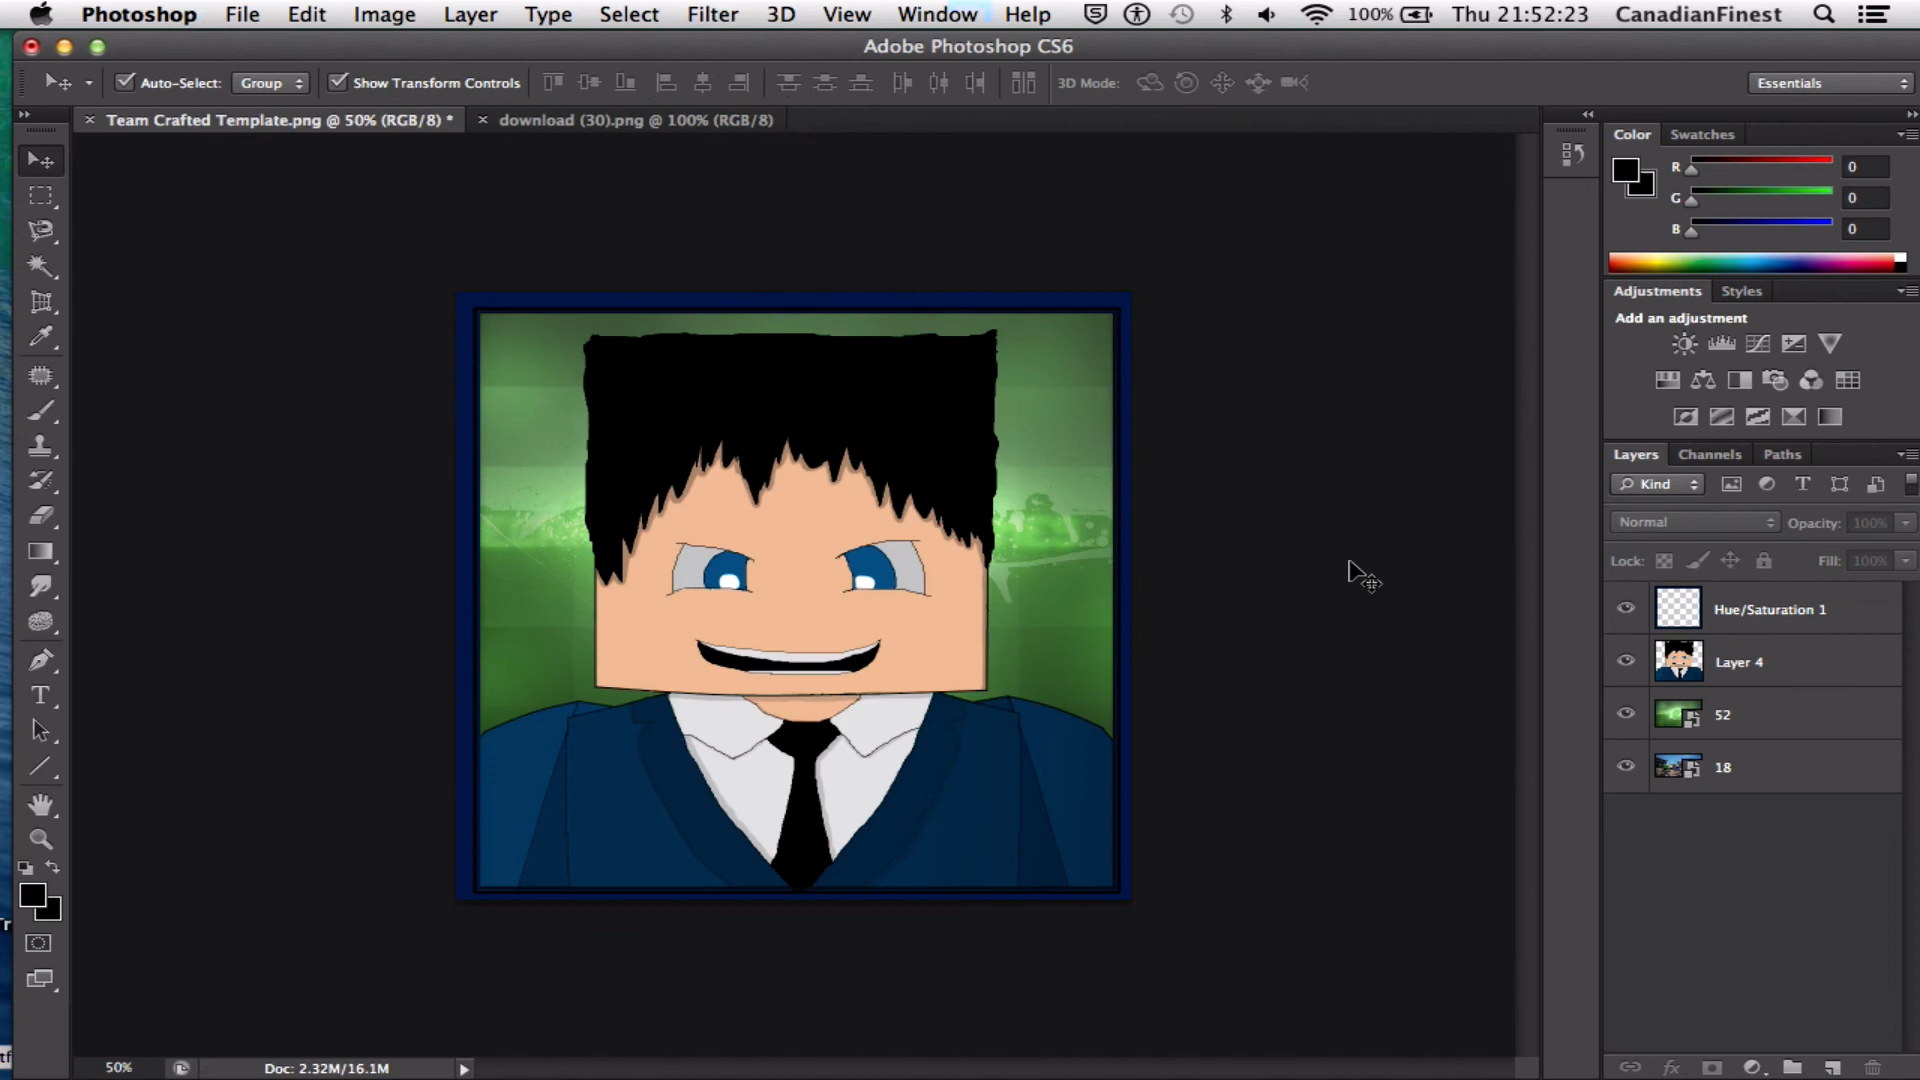 Photoshop File Edit Image Layer Type Select Filter 3D View Window Help 100% Thu 21:52:23 CanadianFinest
Adobe Photoshop CS6
Auto-Select: Group Show Transform Controls 3D Mode: Essentials
Team Crafted Template.png @ 50% (RGB/8) * download (30).png @ 100% (RGB/8)
Color Swatches
R 0
G 0
B 0
Adjustments Styles
Add an adjustment
Layers Channels Paths
Kind
Normal Opacity: 100%
Lock: Fill: 100%
Hue/Saturation 1
Layer 4
52
18
50% Doc: 2.32M/16.1M